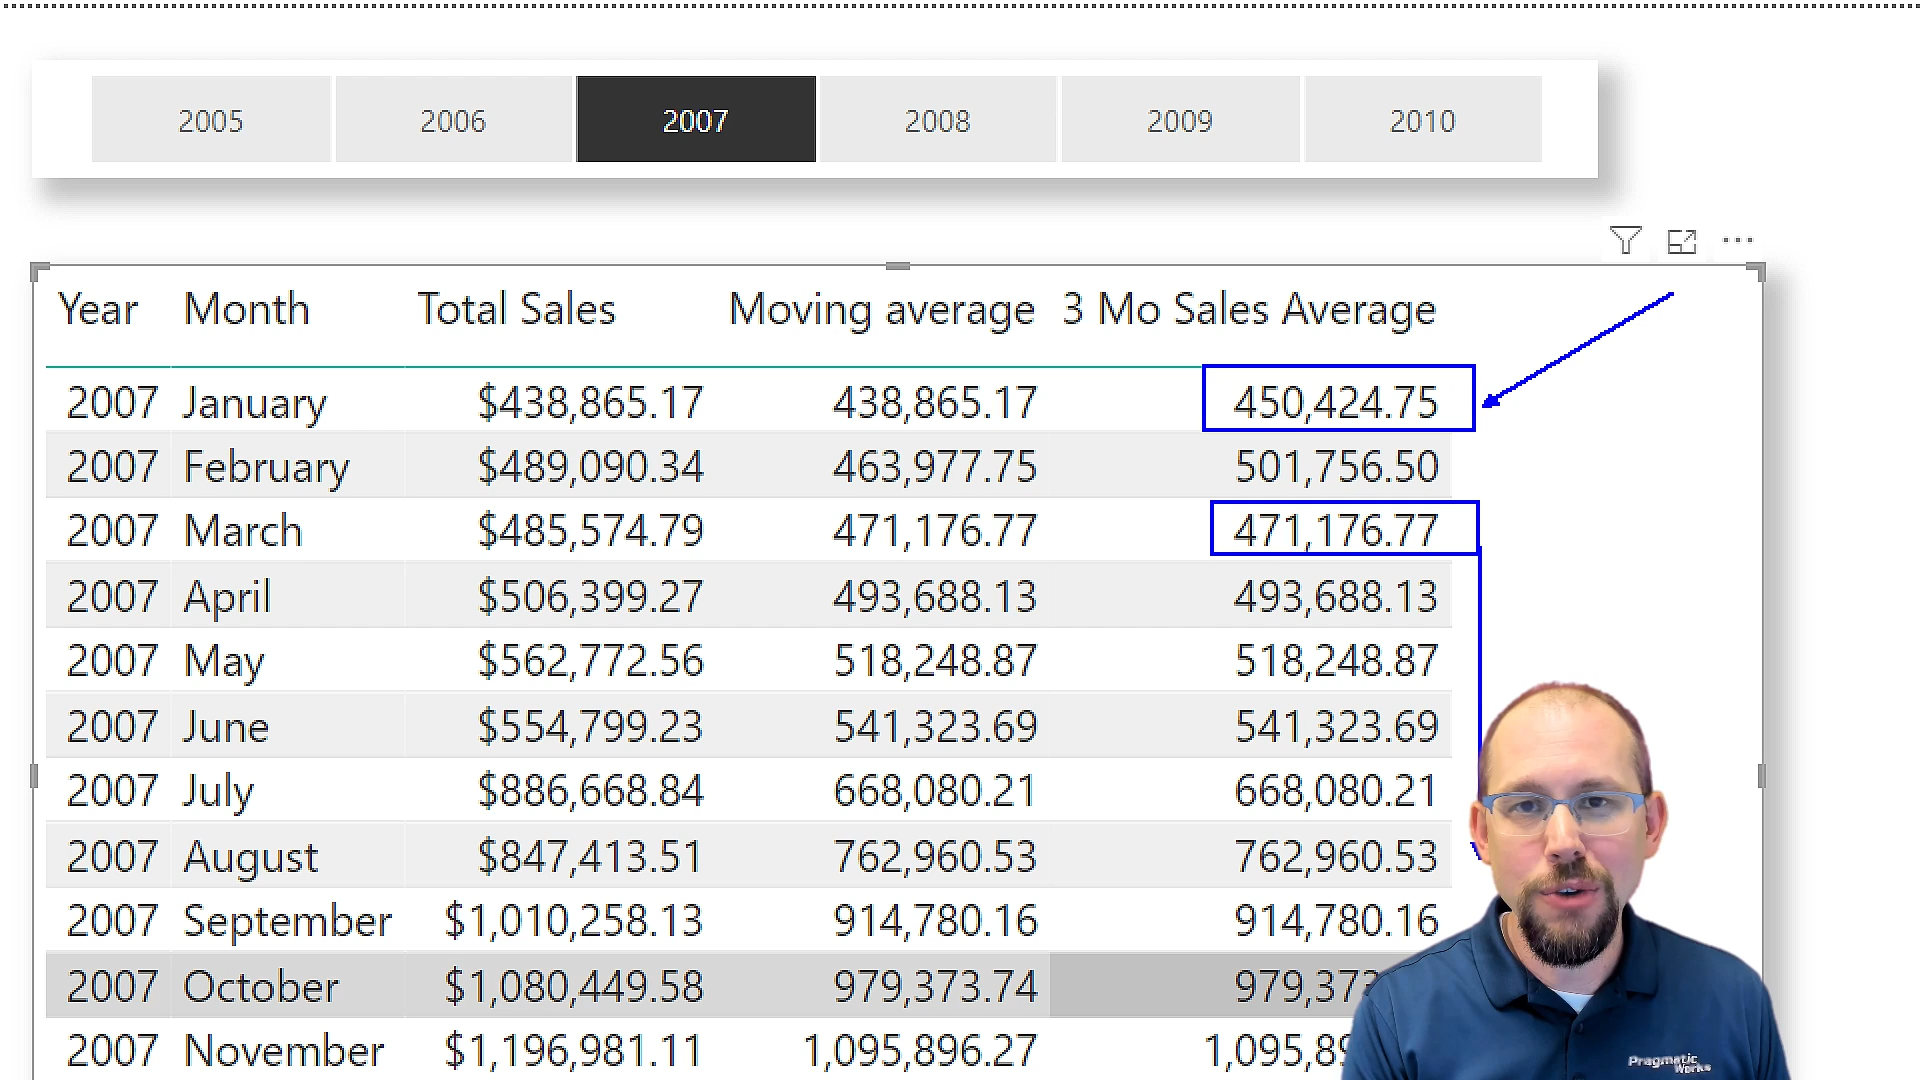 2005 2006 2007 2008 2009 2010
Year Month Total Sales Moving average 3 Mo Sales Average
2007 January $438,865.17 438,865.17 450,424.75
2007 February $489,090.34 463,977.75 501,756.50
2007 March $485,574.79 471,176.77 471,176.77
2007 April $506,399.27 493,688.13 493,688.13
2007 May $562,772.56 518,248.87 518,248.87
2007 June $554,799.23 541,323.69 541,323.69
2007 July $886,668.84 668,080.21 668,080.21
2007 August $847,413.51 762,960.53 762,960.53
2007 September $1,010,258.13 914,780.16 914,780.16
2007 October $1,080,449.58 979,373.74
2007 November $1,196,981.11 1,095,896.27
Pragmatic
Works